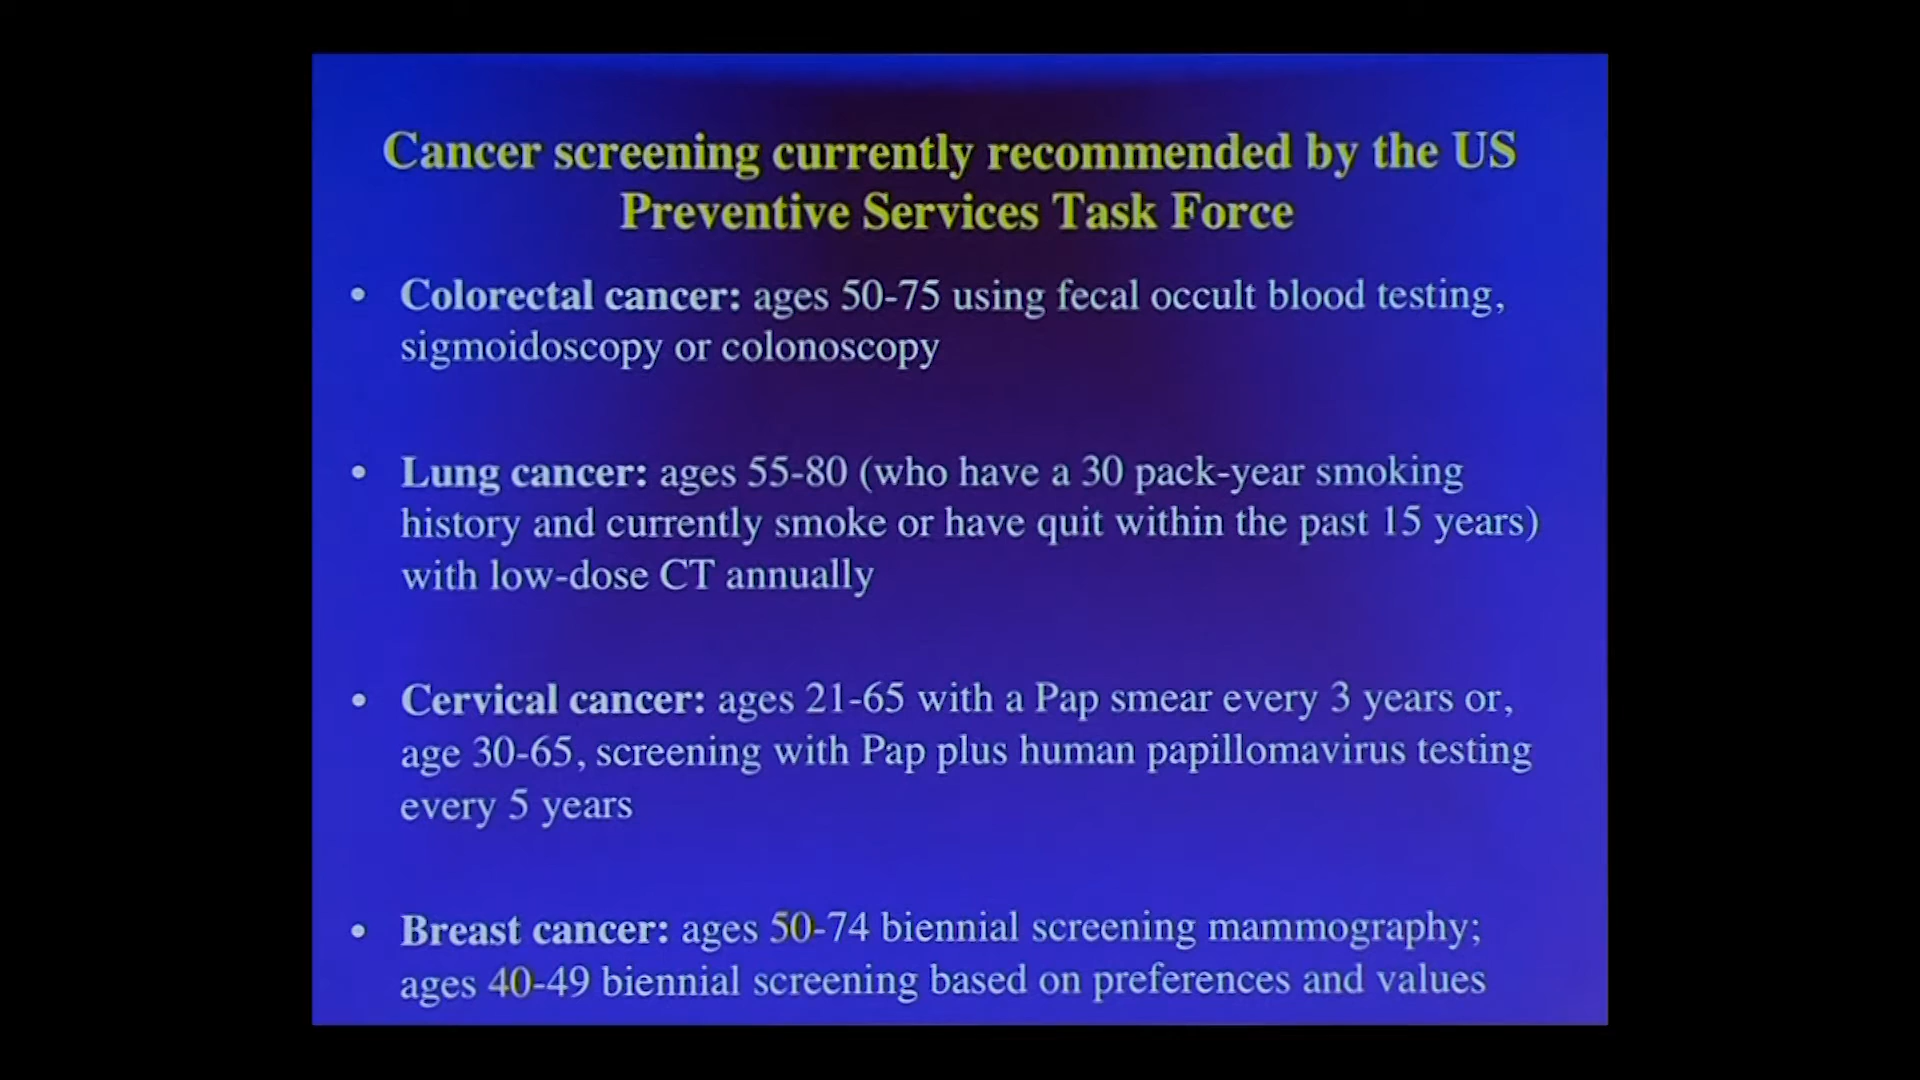 Cancer screening currently recommended by the US
Preventive Services Task Force
• Colorectal cancer: ages 50-75 using fecal occult blood testing,
sigmoidoscopy or colonoscopy
• Lung cancer: ages 55-80 (who have a 30 pack-year smoking
history and currently smoke or have quit within the past 15 years)
with low-dose CT annually
• Cervical cancer: ages 21-65 with a Pap smear every 3 years or,
age 30-65, screening with Pap plus human papillomavirus testing
every 5 years
• Breast cancer: ages 50-74 biennial screening mammography;
ages 40-49 biennial screening based on preferences and values